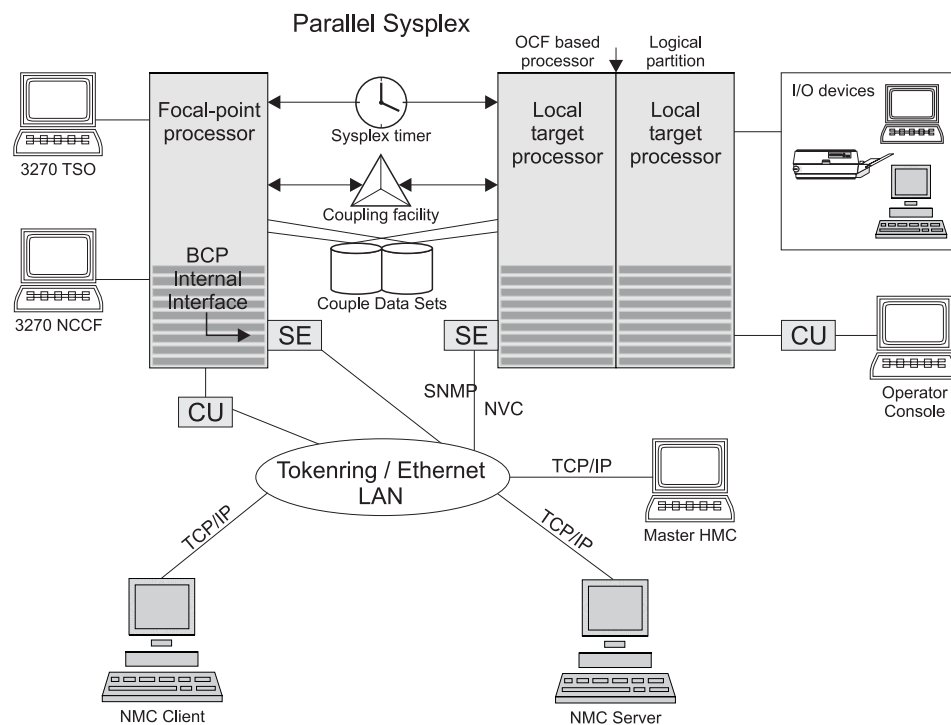 Parallel Sysplex
OCF based
processor
Logical
partition
3270 TSO
Focal-point
processor
Sysplex timer
Local
target
processor
Local
target
processor
I/O devices
Coupling facility
3270 NCCF
BCP
Internal
Interface
Couple Data Sets
SE
SE
CU
Operator
Console
CU
SNMP
NVC
Tokenring / Ethernet
LAN
TCP/IP
Master HMC
TCP/IP
TCP/IP
NMC Client
NMC Server